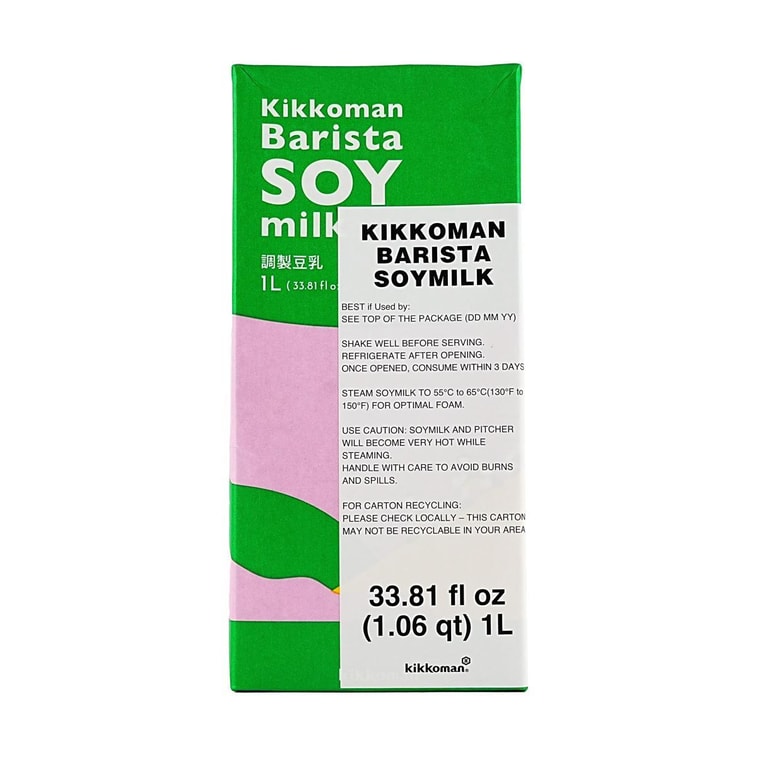 Kikkoman
Barista
SOY
milk
調製豆乳
1L (33.81 fl oz
KIKKOMAN
BARISTA
SOYMILK
BEST if Used by:
SEE TOP OF THE PACKAGE (DD MM YY)
SHAKE WELL BEFORE SERVING.
REFRIGERATE AFTER OPENING.
ONCE OPENED, CONSUME WITHIN 3 DAYS
STEAM SOYMILK TO 55°C to 65°C(130°F to
150°F) FOR OPTIMAL FOAM.
USE CAUTION: SOYMILK AND PITCHER
WILL BECOME VERY HOT WHILE
STEAMING.
HANDLE WITH CARE TO AVOID BURNS
AND SPILLS.
FOR CARTON RECYCLING:
PLEASE CHECK LOCALLY – THIS CARTON
MAY NOT BE RECYCLABLE IN YOUR AREA
33.81 fl oz
(1.06 qt) 1L
kikkoman®